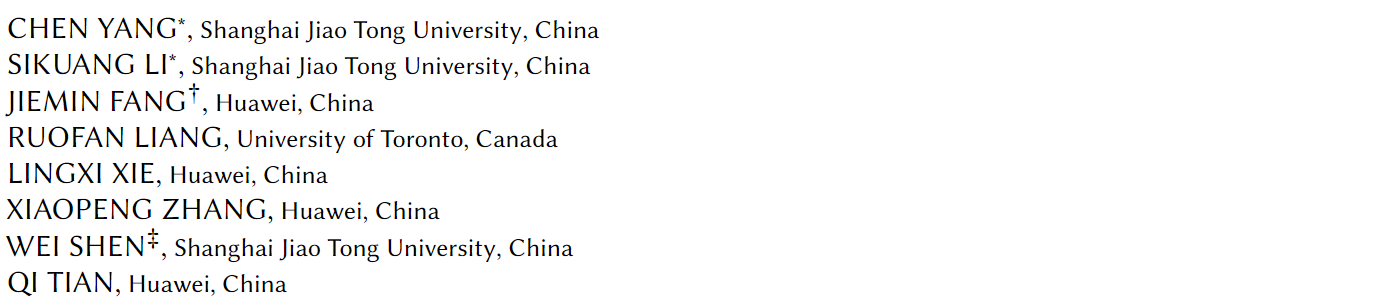 CHEN YANG*, Shanghai Jiao Tong University, China
SIKUANG LI*, Shanghai Jiao Tong University, China
JIEMIN FANG†, Huawei, China
RUOFAN LIANG, University of Toronto, Canada
LINGXI XIE, Huawei, China
XIAOPENG ZHANG, Huawei, China
WEI SHEN‡, Shanghai Jiao Tong University, China
QI TIAN, Huawei, China